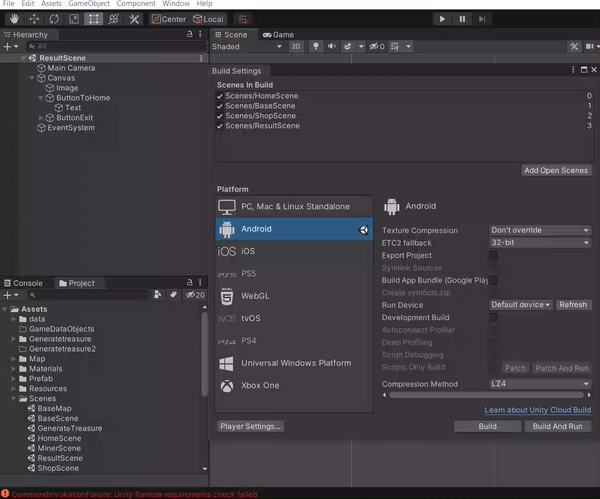 File Edit Assets GameObject Component Window Help
Center Local
Hierarchy
All
ResultScene
Main Camera
Canvas
Image
ButtonToHome
Text
ButtonExit
EventSystem
Scene Game
Shaded 2D 0
Build Settings
Scenes In Build
Scenes/HomeScene 0
Scenes/BaseScene 1
Scenes/ShopScene 2
Scenes/ResultScene 3
Add Open Scenes
Platform
PC, Mac & Linux Standalone
Android
iOS iOS
PS5 PS5
WebGL
tvOS tvOS
PS4 PS4
Universal Windows Platform
Xbox One
Android
Texture Compression Don't override
ETC2 fallback 32-bit
Export Project
Symlink Sources
Build App Bundle (Google Play
Create symbols.zip
Run Device Default device Refresh
Development Build
Autoconnect Profiler
Deep Profiling
Script Debugging
Scripts Only Build Patch Patch And Run
Compression Method LZ4
Learn about Unity Cloud Build
Player Settings... Build Build And Run
Console Project
20
Assets
data
GameDataObjects
Generatetreasure
Generatetreasure2
Map
Materials
Prefab
Resources
Scenes
BaseMap
BaseScene
GenerateTreasure
HomeScene
MinerScene
ResultScene
ShopScene
CommandInvokationFailure: Unity Remote requirements check failed